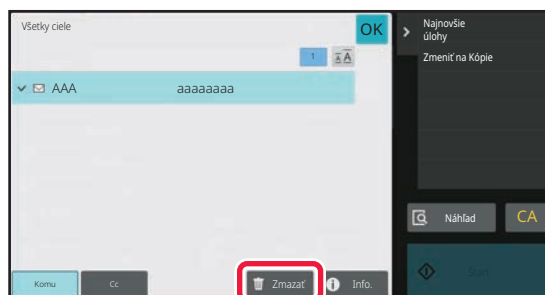 Všetky ciele
OK
1
A A
AAA aaaaaaaa
Komu
Cc
Zmazať
Info.
Najnovšie
úlohy
Zmeniť na Kópie
Náhľad
CA
Štart